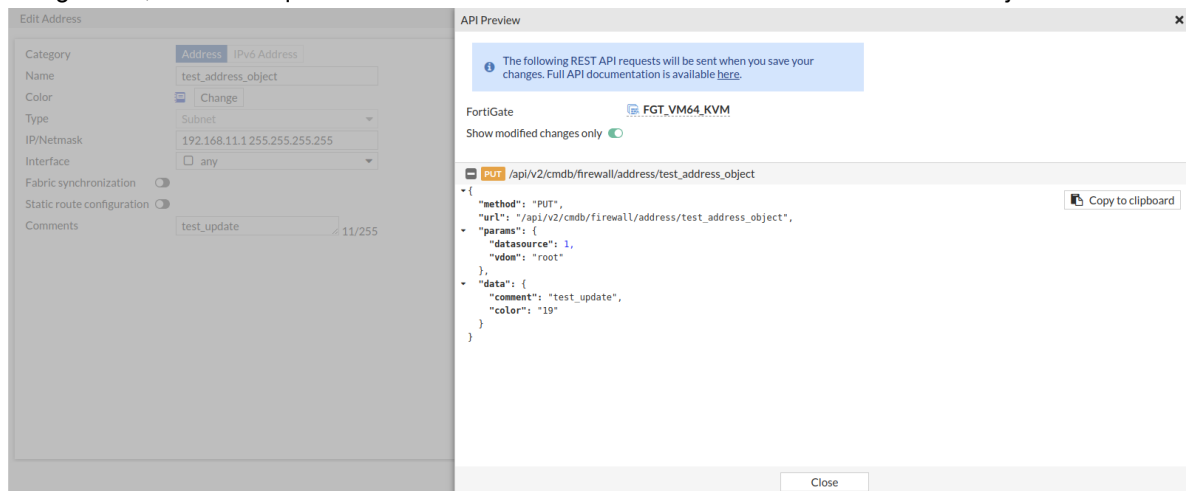 Edit Address
Category
Address IPv6 Address
Name
test_address_object
Color
Change
Type
Subnet
IP/Netmask
192.168.11.1 255.255.255.255
Interface
any
Fabric synchronization
Static route configuration
Comments
test_update
11/255
API Preview
The following REST API requests will be sent when you save your
changes. Full API documentation is available here.
FortiGate
FGT_VM64_KVM
Show modified changes only
PUT /api/v2/cmdb/firewall/address/test_address_object
Copy to clipboard
{
"method": "PUT",
"url": "/api/v2/cmdb/firewall/address/test_address_object",
"params": {
"datasource": 1,
"vdom": "root"
},
"data": {
"comment": "test_update",
"color": "19"
}
}
Close